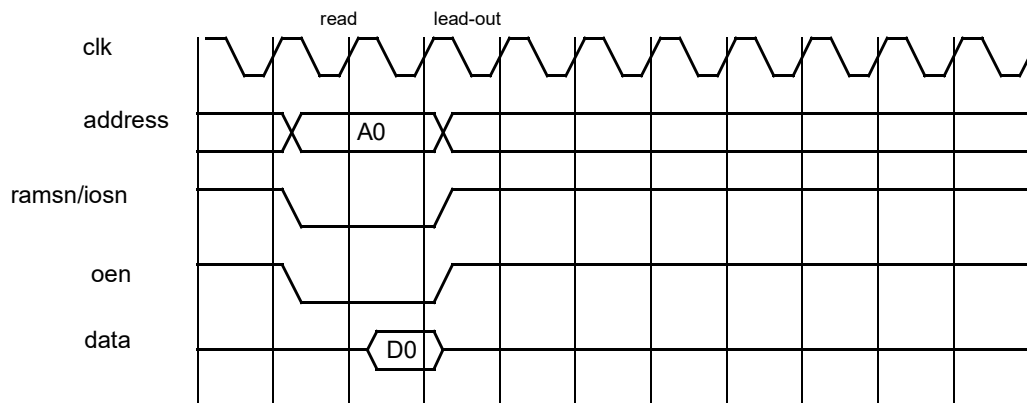 read lead-out
clk
address A0
ramsn/iosn
oen
data D0